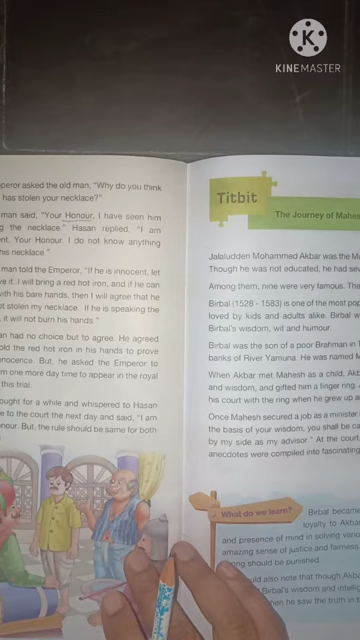 KINEMASTER
peror asked the old man, "Why do you think
has stolen your necklace?"
man said, "Your Honour, I have seen him
g the necklace." Hasan replied, "I am
nt, Your Honour. I do not know anything
his necklace."
man told the Emperor, "If he is innocent, let
ve it. I will bring a red hot iron, and if he can
with his bare hands, then I will agree that he
ot stolen my necklace. If he is speaking the
, it will not burn his hands."
an had no choice but to agree. He agreed
old the red hot iron in his hands to prove
nnocence. But, he asked the Emperor to
m one more day time to appear in the royal
this trial.
ought for a while and whispered to Hasan
e to the court the next day and said, "I am
onour. But, the rule should be same for both
Titbit
The Journey of Mahes
Jalaludden Mohammed Akbar was the Mu
Though he was not educated, he had sev
Among them, nine were very famous. The
Birbal (1528 - 1583) is one of the most pop
loved by kids and adults alike. Birbal w
Birbal's wisdom, wit and humour.
Birbal was the son of a poor Brahman in
banks of River Yamuna. He was named M
When Akbar met Mahesh as a child, Akb
and wisdom, and gifted him a finger ring
his court with the ring when he grew up a
Once Mahesh secured a job as a minister
the basis of your wisdom, you shall be ca
by my side as my advisor." At the court,
anecdotes were compiled into fascinating
What do we learn?
Birbal became
loyalty to Akba
and presence of mind in solving vario
amazing sense of justice and fairness.
ong should be punished.
uld also note that though Akba
Birbal's wisdom and intellig
hen he saw the truth in t